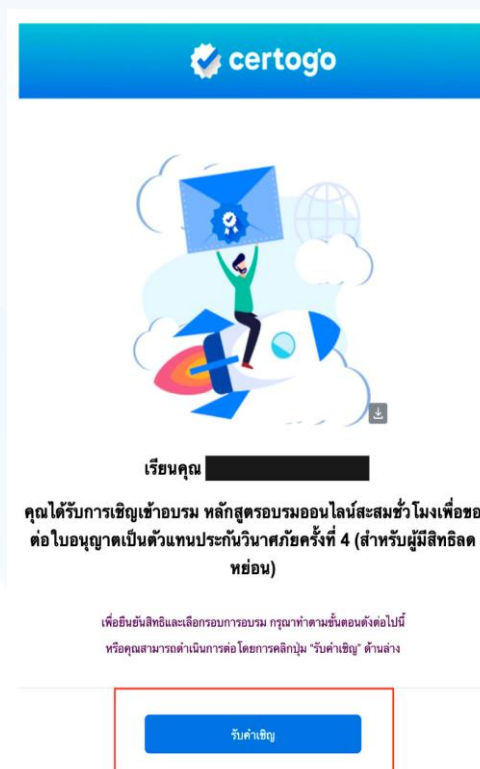 certogo
เรียนคุณ
คุณได้รับการเชิญเข้าอบรม หลักสูตรอบรมออนไลน์สะสมชั่วโมงเพื่อขอ
ต่อใบอนุญาตเป็นตัวแทนประกันวินาศภัยครั้งที่ 4 (สำหรับผู้มีสิทธิลด
หย่อน)
เพื่อยืนยันสิทธิและเลือกรอบการอบรม กรุณาทำตามขั้นตอนดังต่อไปนี้
หรือคุณสามารถดำเนินการต่อโดยการคลิกปุ่ม "รับคำเชิญ" ด้านล่าง
รับคำเชิญ